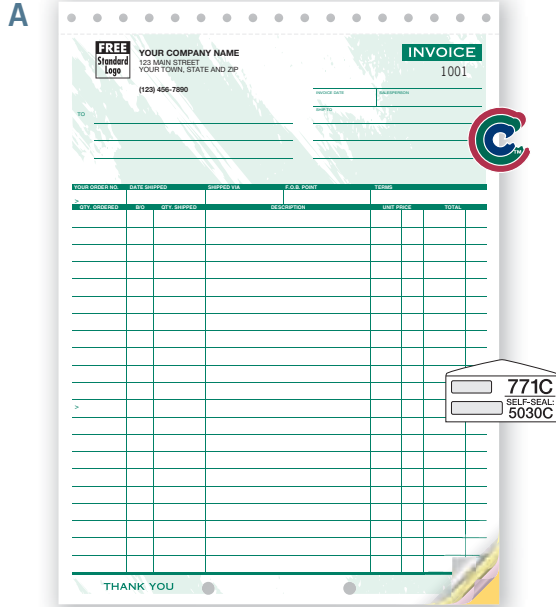 A
FREE
Standard
Logo
YOUR COMPANY NAME
123 MAIN STREET
YOUR TOWN, STATE AND ZIP
(123) 456-7890
INVOICE
1001
INVOICE DATE SALESPERSON
TO
SHIP TO
C
TM
YOUR ORDER NO. DATE SHIPPED SHIPPED VIA F.O.B. POINT TERMS
>
QTY. ORDERED B/O QTY. SHIPPED DESCRIPTION UNIT PRICE TOTAL
771C
SELF-SEAL:
5030C
>
THANK YOU